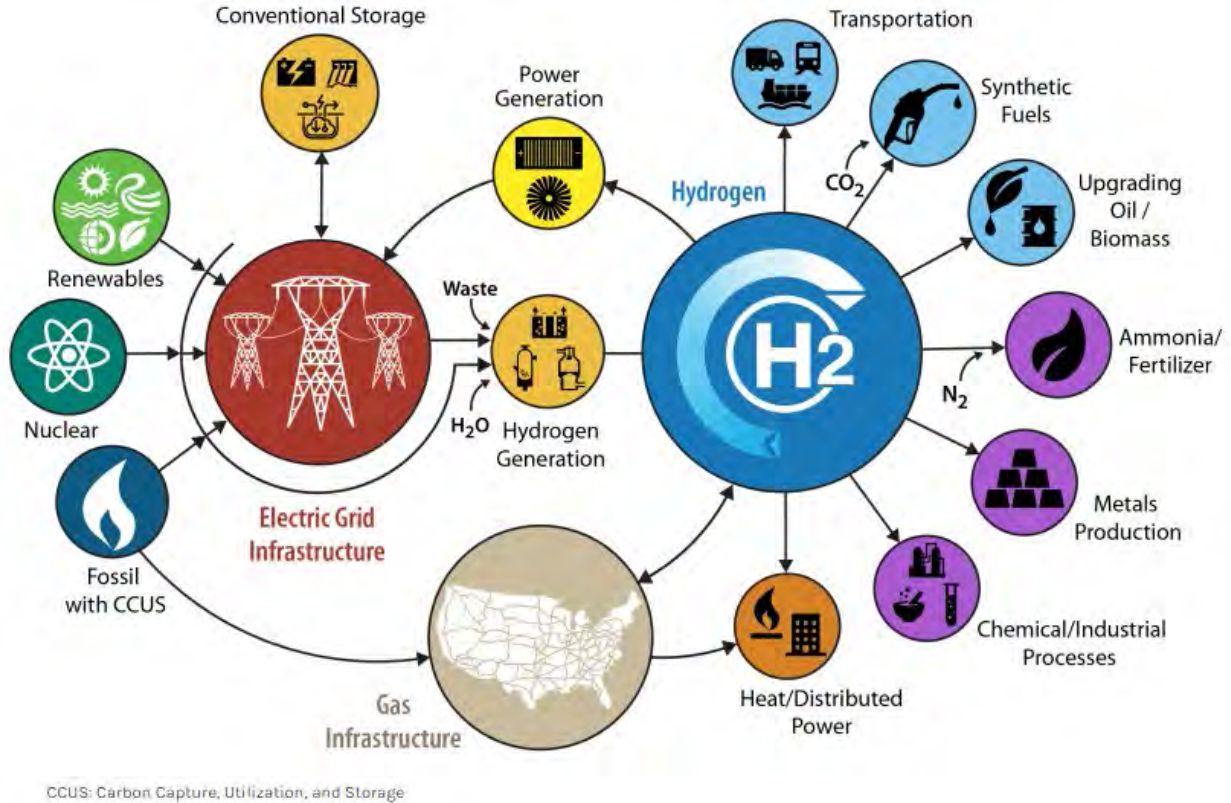 Conventional Storage
Transportation
Power
Generation
Synthetic
Fuels
CO₂
Hydrogen
Upgrading
Oil /
Biomass
Renewables
Waste
H2
Ammonia/
Fertilizer
N₂
Nuclear
H₂O
Hydrogen
Generation
Electric Grid
Infrastructure
Metals
Production
Fossil
with CCUS
Chemical/Industrial
Processes
Gas
Infrastructure
Heat/Distributed
Power
CCUS: Carbon Capture, Utilization, and Storage